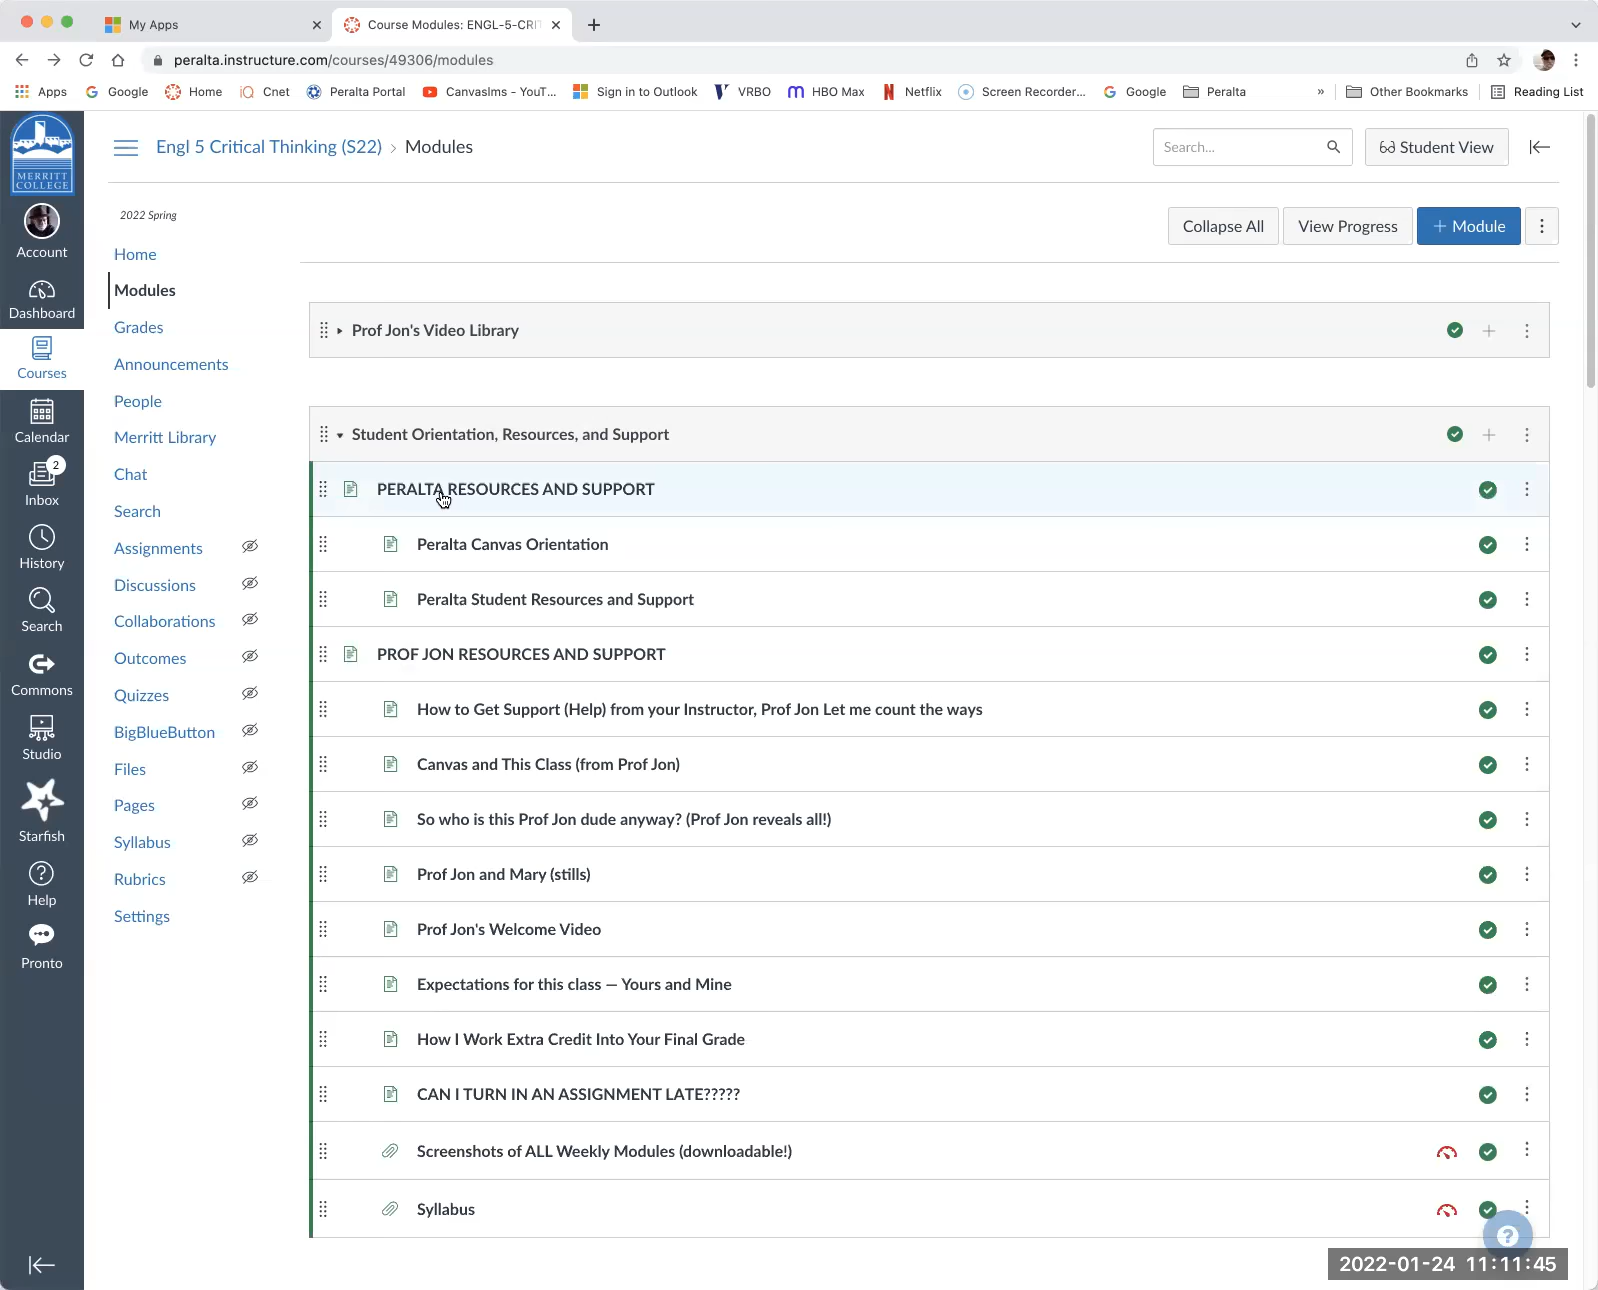 My Apps
Course Modules: ENGL-5-CRIT
peralta.instructure.com/courses/49306/modules
Apps Google Home Cnet Peralta Portal Canvaslms - YouT... Sign in to Outlook VRBO HBO Max Netflix Screen Recorder... Google Peralta » Other Bookmarks Reading List
MERRITT
COLLEGE
Account
Dashboard
Courses
Calendar
2
Inbox
History
Search
Commons
Studio
Starfish
Help
Pronto
Engl 5 Critical Thinking (S22) › Modules
Search...
Student View
2022 Spring
Home
Modules
Grades
Announcements
People
Merritt Library
Chat
Search
Assignments
Discussions
Collaborations
Outcomes
Quizzes
BigBlueButton
Files
Pages
Syllabus
Rubrics
Settings
Collapse All
View Progress
+ Module
Prof Jon's Video Library
Student Orientation, Resources, and Support
PERALTA RESOURCES AND SUPPORT
Peralta Canvas Orientation
Peralta Student Resources and Support
PROF JON RESOURCES AND SUPPORT
How to Get Support (Help) from your Instructor, Prof Jon Let me count the ways
Canvas and This Class (from Prof Jon)
So who is this Prof Jon dude anyway? (Prof Jon reveals all!)
Prof Jon and Mary (stills)
Prof Jon's Welcome Video
Expectations for this class — Yours and Mine
How I Work Extra Credit Into Your Final Grade
CAN I TURN IN AN ASSIGNMENT LATE?????
Screenshots of ALL Weekly Modules (downloadable!)
Syllabus
2022-01-24 11:11:45